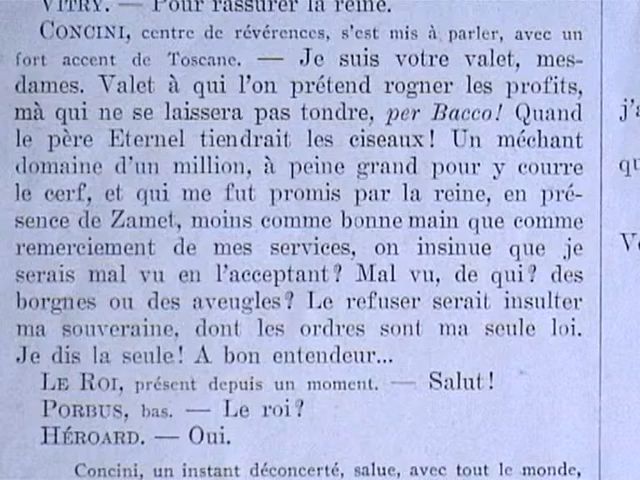 VITRY. — Pour rassurer la reine.
CONCINI, centre de révérences, s'est mis à parler, avec un
fort accent de Toscane. — Je suis votre valet, mes-
dames. Valet à qui l'on prétend rogner les profits,
mà qui ne se laissera pas tondre, per Bacco! Quand
le père Eternel tiendrait les ciseaux! Un méchant
domaine d'un million, à peine grand pour y courre
le cerf, et qui me fut promis par la reine, en pré-
sence de Zamet, moins comme bonne main que comme
remerciement de mes services, on insinue que je
serais mal vu en l'acceptant? Mal vu, de qui? des
borgnes ou des aveugles? Le refuser serait insulter
ma souveraine, dont les ordres sont ma seule loi.
Je dis la seule! A bon entendeur...
LE ROI, présent depuis un moment. — Salut!
PORBUS, bas. — Le roi?
HÉROARD. — Oui.
Concini, un instant déconcerté, salue, avec tout le monde,
j'a
qu